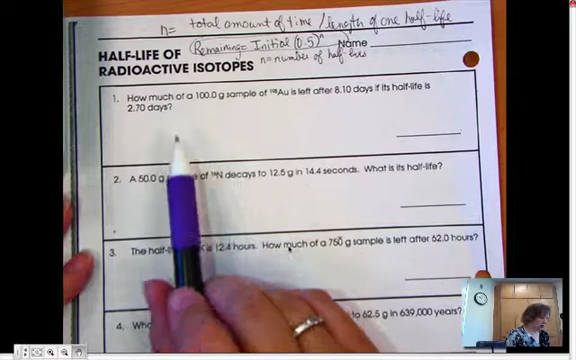 n= total amount of time / length of one half-life
Remaining = Initial (0.5)ⁿ
n = number of half-lives
Name
HALF-LIFE OF
RADIOACTIVE ISOTOPES
1. How much of a 100.0 g sample of ¹⁹⁸Au is left after 8.10 days if its half-life is
2.70 days?
2. A 50.0 g of ¹⁶N decays to 12.5 g in 14.4 seconds. What is its half-life?
3. The half-li is 12.4 hours. How much of a 750 g sample is left after 62.0 hours?
4. to 62.5 g in 639,000 years?